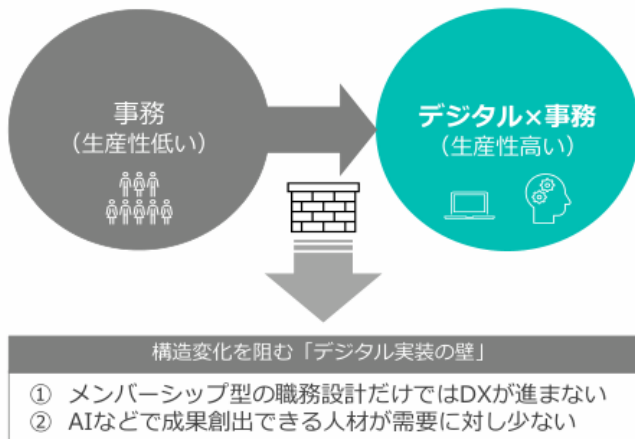 事務
（生産性低い）
デジタル×事務
（生産性高い）
構造変化を阻む「デジタル実装の壁」
① メンバーシップ型の職務設計だけではDXが進まない
② AIなどで成果創出できる人材が需要に対し少ない